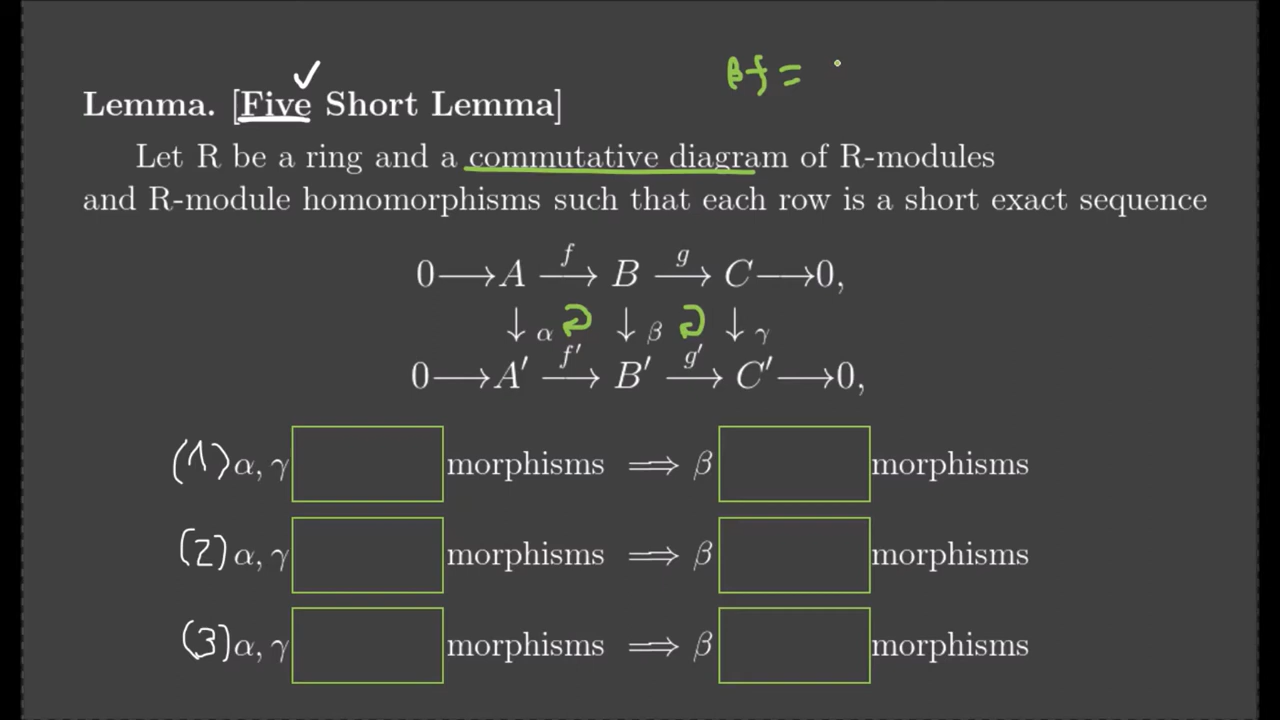 βf =
Lemma. [Five Short Lemma]
Let R be a ring and a commutative diagram of R-modules
and R-module homomorphisms such that each row is a short exact sequence
0 ⟶ A ⟶ f B ⟶ g C ⟶ 0,
↓ α ↓ β ↓ γ
0 ⟶ A′ ⟶ f′ B′ ⟶ g′ C′ ⟶ 0,
(1) α, γ morphisms ⟹ β morphisms
(2) α, γ morphisms ⟹ β morphisms
(3) α, γ morphisms ⟹ β morphisms